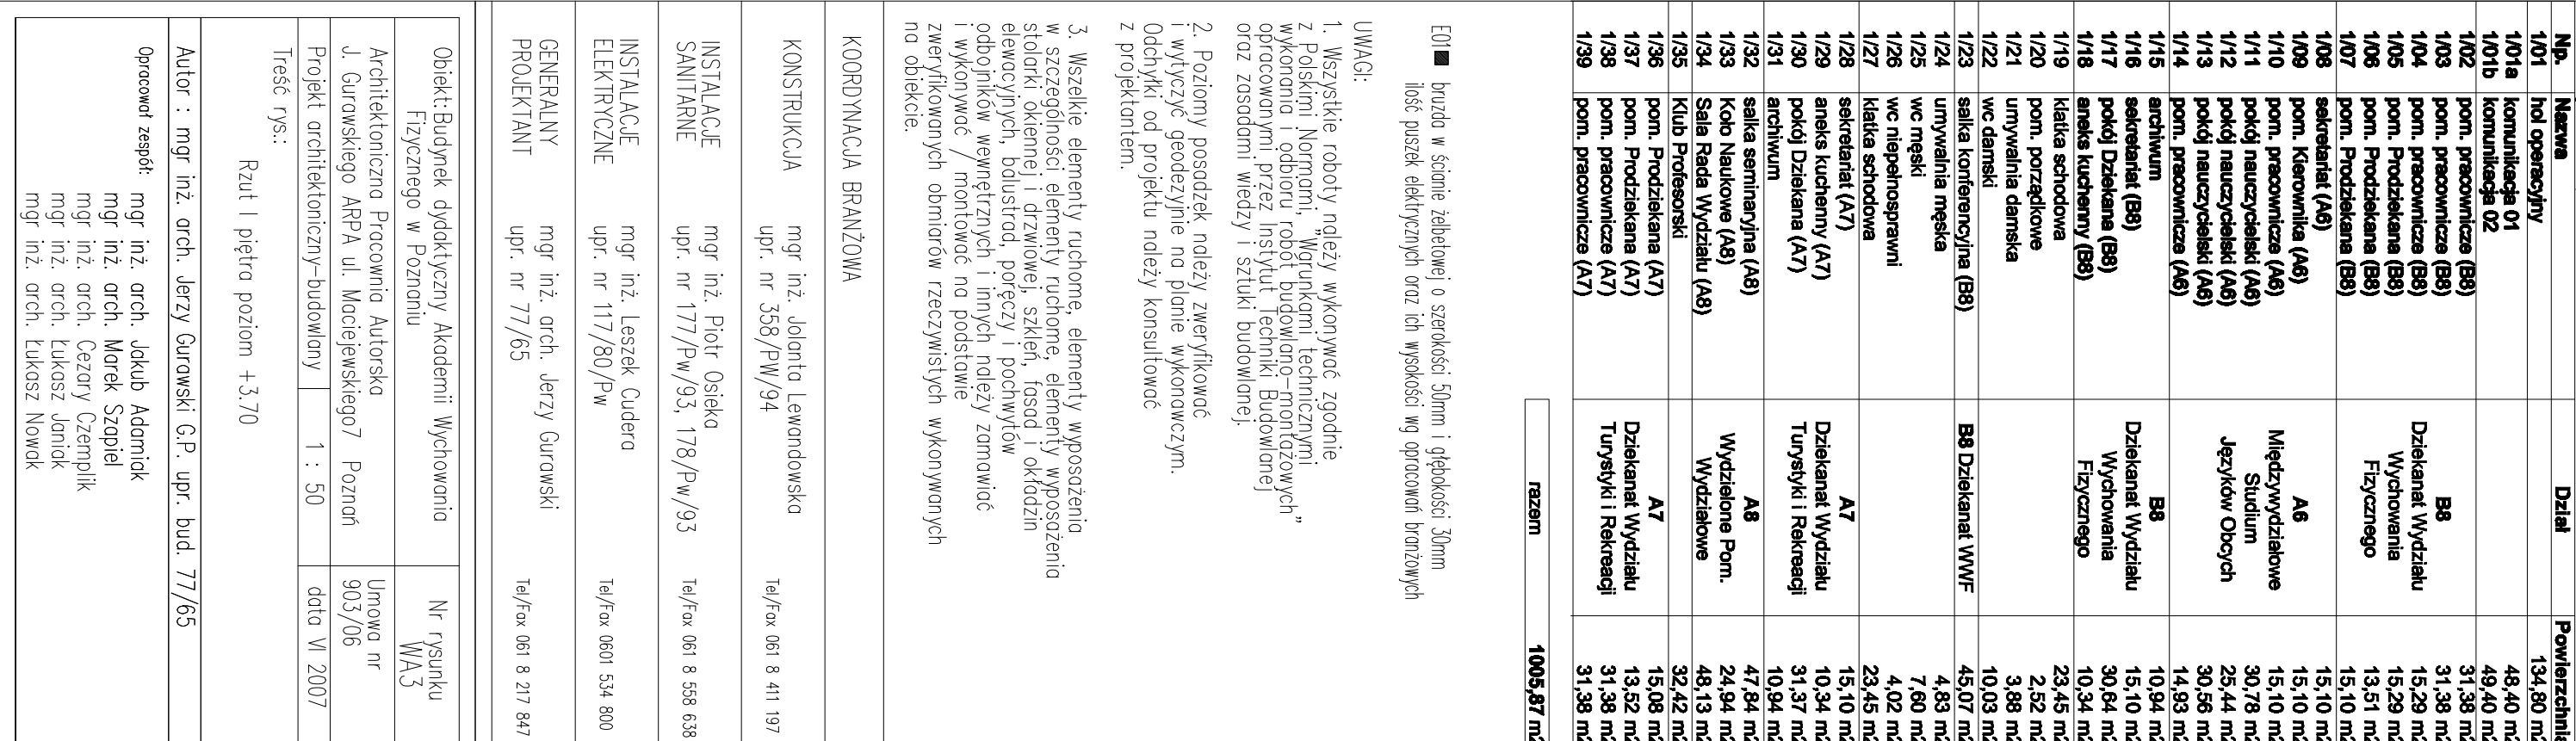 Np. Nazwa Dział Powierzchnia
1/01 hol operacyjny 134,80 m2
1/01a komunikacja 01 48,40 m2
1/01b komunikacja 02 49,40 m2
1/02 pom. pracownicze (B8) 31,38 m2
1/03 pom. pracownicze (B8) B8 31,38 m2
1/04 pom. pracownicze (B8) Dziekanat Wydziału 15,29 m2
1/05 pom. Prodziekana (B8) Wychowania 15,29 m2
1/06 pom. Prodziekana (B8) Fizycznego 13,51 m2
1/07 pom. Prodziekana (B8) 15,10 m2
1/08 sekretariat (A6) 15,10 m2
1/09 pom. Kierownika (A6) A6 15,10 m2
1/10 pom. pracownicze (A6) Międzywydziałowe 15,10 m2
1/11 pokój nauczycielski (A6) Studium 30,78 m2
1/12 pokój nauczycielski (A6) Języków Obcych 25,44 m2
1/13 pokój nauczycielski (A6) 30,56 m2
1/14 pom. pracownicze (A6) 14,93 m2
1/15 archiwum B8 10,94 m2
1/16 sekretariat (B8) Dziekanat Wydziału 15,10 m2
1/17 pokój Dziekana (B8) Wychowania 30,64 m2
1/18 aneks kuchenny (B8) Fizycznego 10,34 m2
1/19 klatka schodowa 23,45 m2
1/20 pom. porządkowe 2,52 m2
1/21 umywalnia damska 3,88 m2
1/22 wc damski 10,03 m2
1/23 salka konferencyjna (B8) B8 Dziekanat WWF 45,07 m2
1/24 umywalnia męska 4,83 m2
1/25 wc męski 7,60 m2
1/26 wc niepełnosprawni 4,02 m2
1/27 klatka schodowa 23,45 m2
1/28 sekretariat (A7) A7 15,10 m2
1/29 aneks kuchenny (A7) Dziekanat Wydziału 10,34 m2
1/30 pokój Dziekana (A7) Turystyki i Rekreacji 31,37 m2
1/31 archiwum 10,94 m2
1/32 salka seminaryjna (A8) A8 47,84 m2
1/33 Koło Naukowe (A8) Wydzielone Pom. 24,94 m2
1/34 Sala Rada Wydziału (A8) Wydziałowe 48,13 m2
1/35 Klub Profesorski 32,42 m2
1/36 pom. Prodziekana (A7) A7 15,08 m2
1/37 pom. Prodziekana (A7) Dziekanat Wydziału 13,52 m2
1/38 pom. pracownicze (A7) Turystyki i Rekreacji 31,38 m2
1/39 pom. pracownicze (A7) 31,38 m2
razem 1005,87 m2
E01 bruzda w ścianie żelbetowej o szerokości 50mm i głębokości 30mm
ilość puszek elektrycznych oraz ich wysokości wg opracowań branżowych
UWAGI:
1. Wszystkie roboty należy wykonywać zgodnie
z Polskimi Normami, "Warunkami technicznymi
wykonania i odbioru robót budowlano-montażowych"
opracowanymi przez Instytut Techniki Budowlanej
oraz zasadami wiedzy i sztuki budowlanej.
2. Poziomy posadzek należy zweryfikować
i wytyczyć geodezyjnie na planie wykonawczym.
Odchyłki od projektu należy konsultować
z projektantem.
3. Wszelkie elementy ruchome, elementy wyposażenia
w szczególności elementy ruchome, elementy wyposażenia
stolarki okiennej i drzwiowej, szkleń, fasad i okładzin
elewacyjnych, balustrad, poręczy i pochwytów
odbojników wewnętrznych i innych należy zamawiać
i wykonywać / montować na podstawie
zweryfikowanych obmiarów rzeczywistych wykonywanych
na obiekcie.
KOORDYNACJA BRANŻOWA
KONSTRUKCJA mgr inż. Jolanta Lewandowska
upr. nr 358/PW/94 Tel/Fax 061 8 411 197
INSTALACJE mgr inż. Piotr Osieka
SANITARNE upr. nr 177/Pw/93, 178/Pw/93 Tel/Fax 061 8 558 638
INSTALACJE mgr inż. Leszek Cudera
ELEKTRYCZNE upr. nr 117/80/Pw Tel/Fax 0601 534 800
GENERALNY mgr inż. arch. Jerzy Gurawski
PROJEKTANT upr. nr 77/65 Tel/Fax 061 8 217 847
Obiekt:Budynek dydaktyczny Akademii Wychowania Nr rysunku
Fizycznego w Poznaniu WA3
Architektoniczna Pracownia Autorska Umowa nr
J. Gurawskiego ARPA ul. Maciejewskiego7 Poznań 903/06
Projekt architektoniczny-budowlany 1 : 50 data VI 2007
Treść rys.:
Rzut I piętra poziom +3.70
Autor : mgr inż. arch. Jerzy Gurawski G.P. upr. bud. 77/65
Opracował zespół: mgr inż. arch. Jakub Adamiak
mgr inż. arch. Marek Szapiel
mgr inż. arch. Cezary Czemplik
mgr inż. arch. Łukasz Janiak
mgr inż. arch. Łukasz Nowak